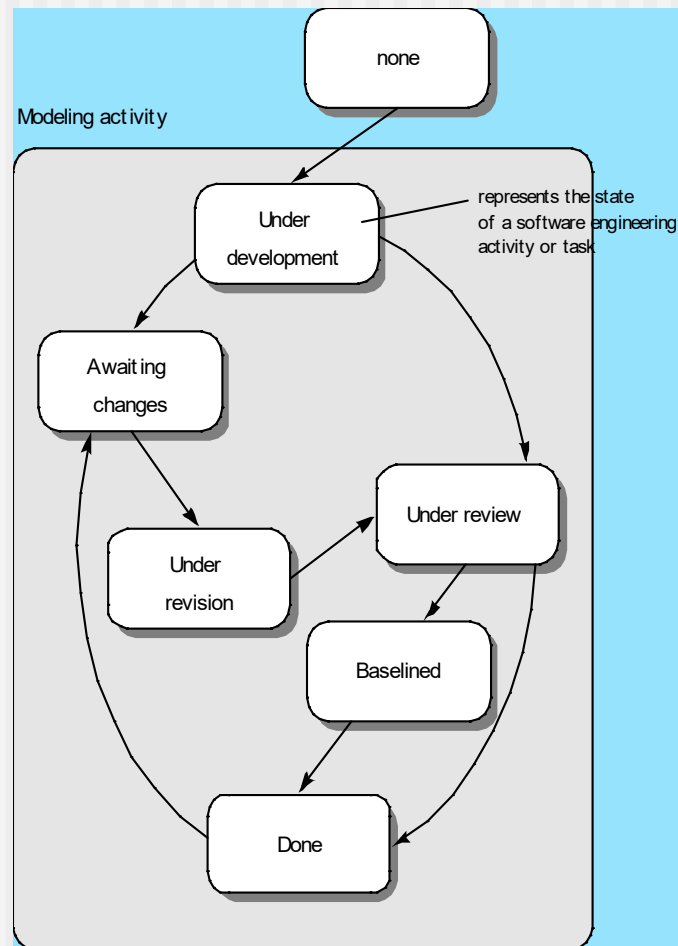 none
Modeling activity
represents the state
of a software engineering
activity or task
Under
development
Awaiting
changes
Under review
Under
revision
Baselined
Done